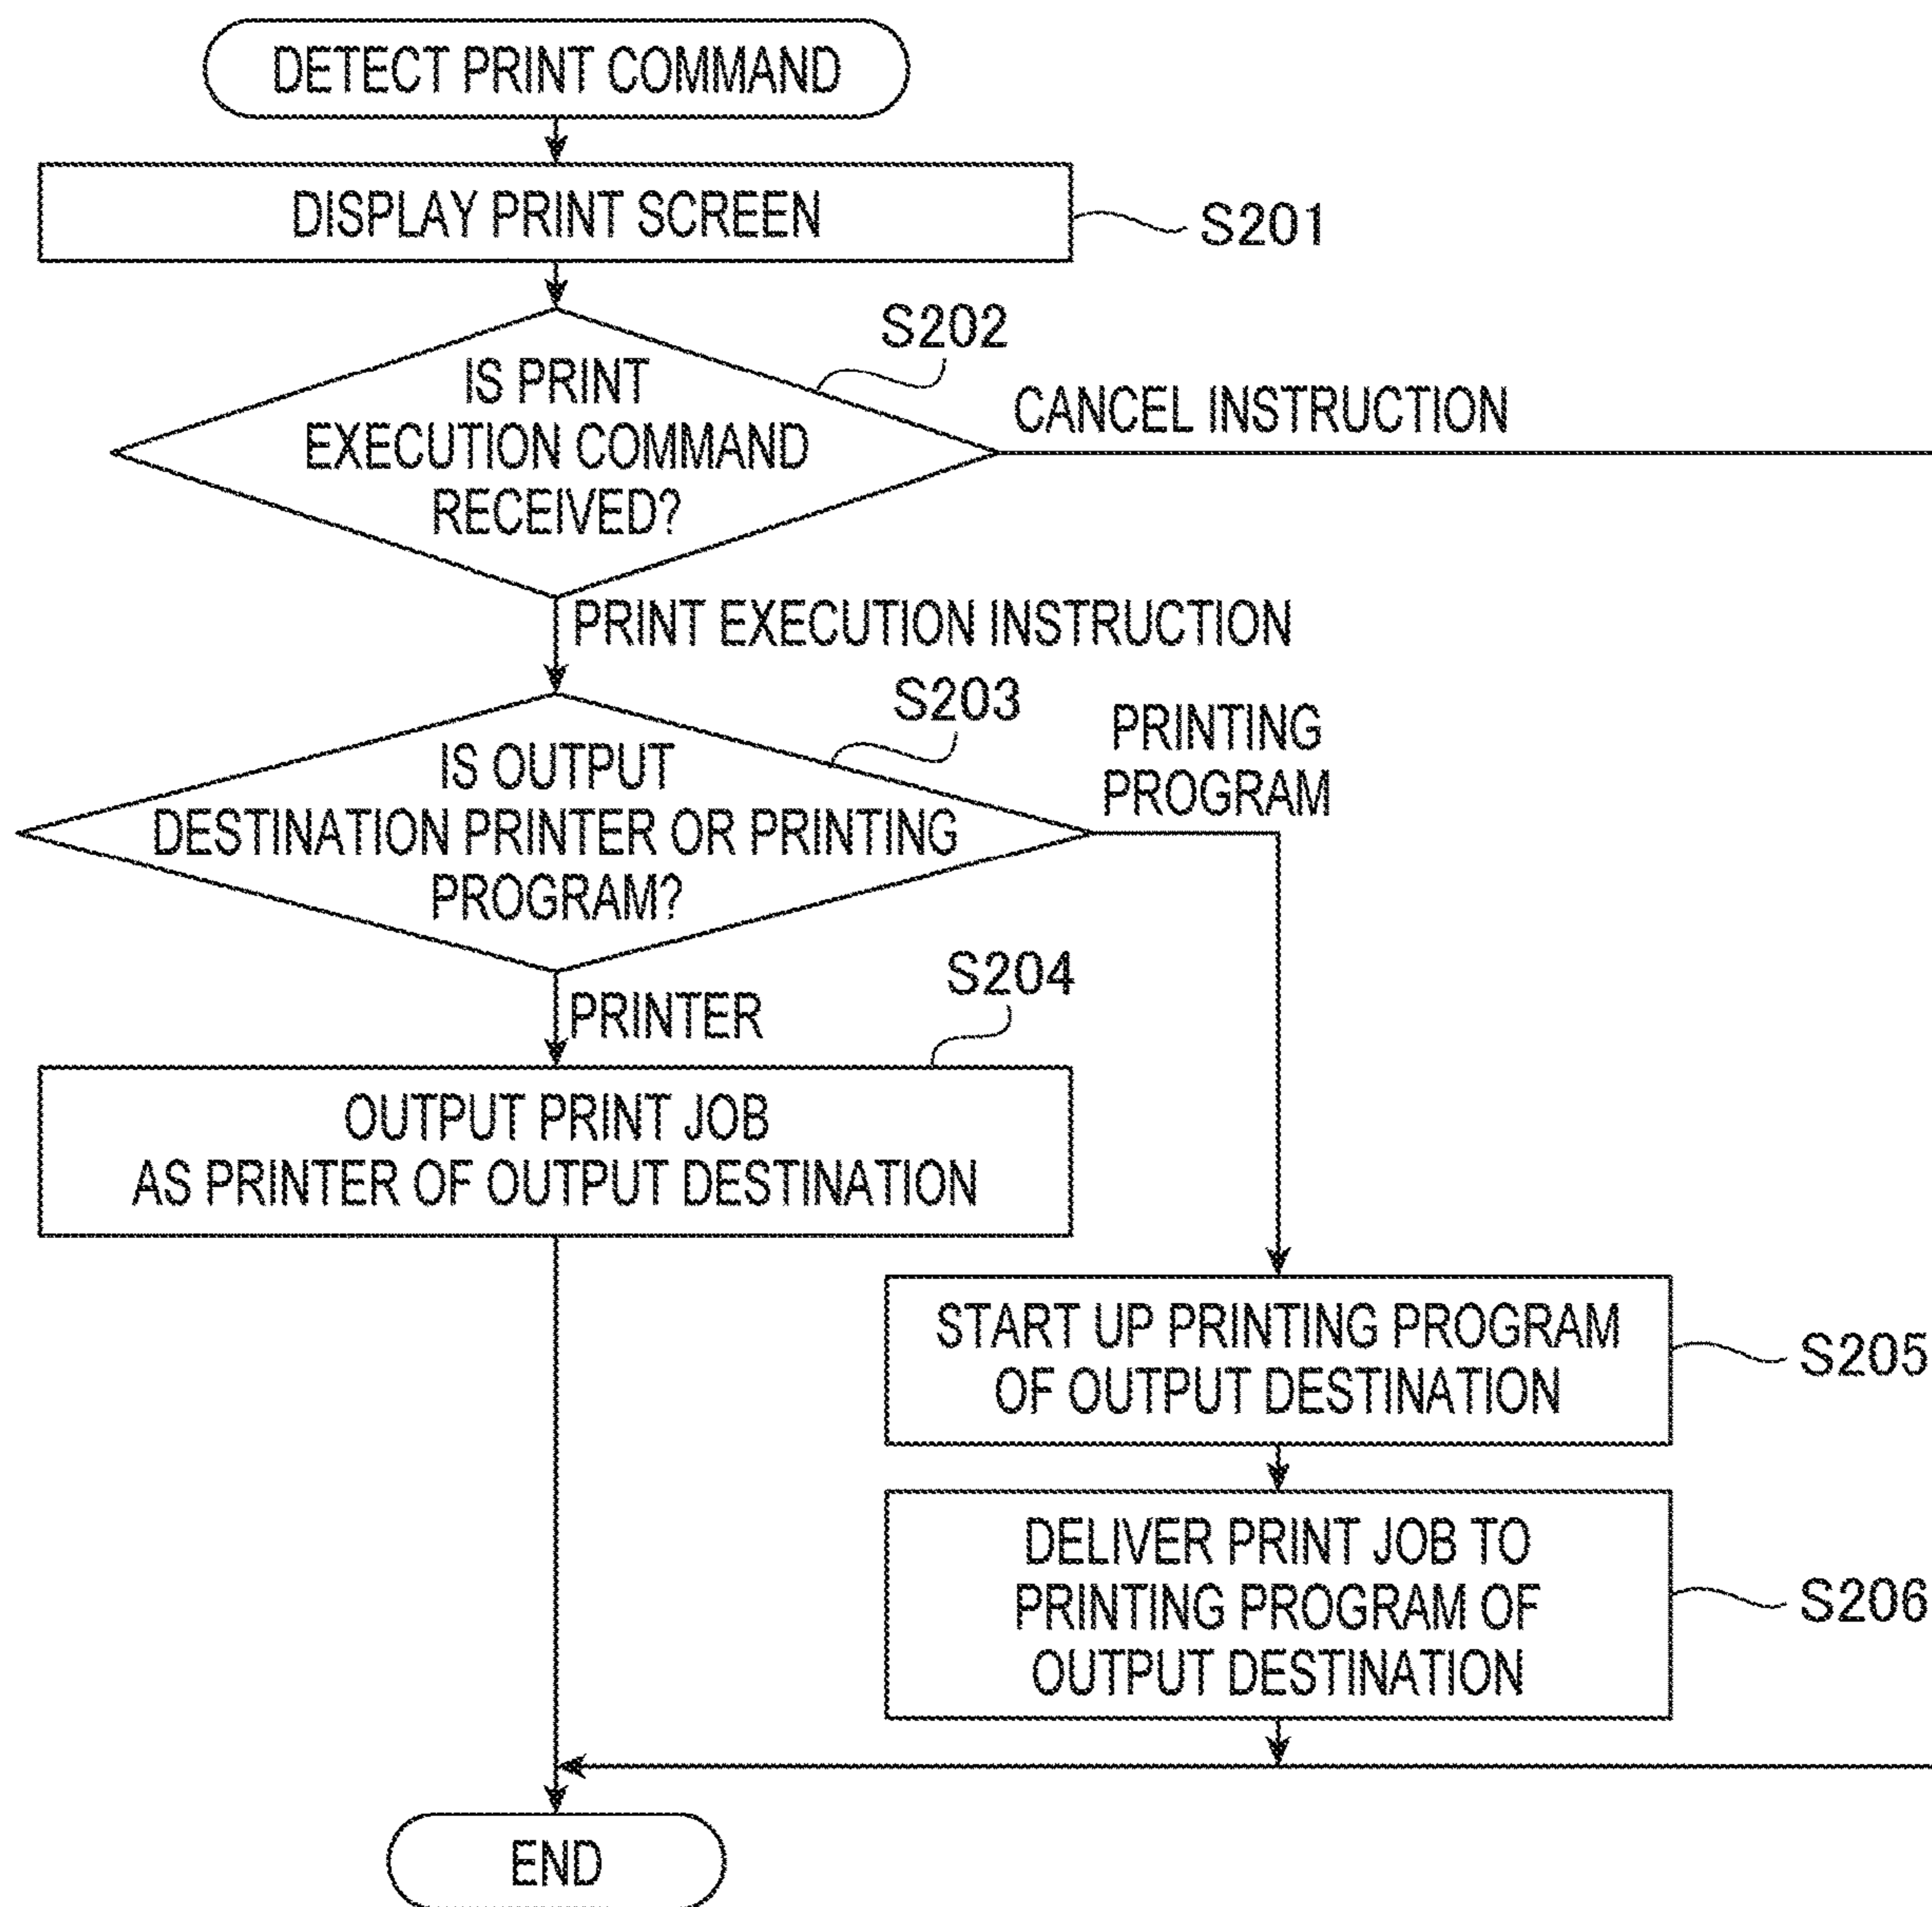 DETECT PRINT COMMAND
DISPLAY PRINT SCREEN
S201
S202
IS PRINT
EXECUTION COMMAND
RECEIVED?
CANCEL INSTRUCTION
PRINT EXECUTION INSTRUCTION
S203
IS OUTPUT
DESTINATION PRINTER OR PRINTING
PROGRAM?
PRINTING
PROGRAM
PRINTER
S204
OUTPUT PRINT JOB
AS PRINTER OF OUTPUT DESTINATION
START UP PRINTING PROGRAM
OF OUTPUT DESTINATION
S205
DELIVER PRINT JOB TO
PRINTING PROGRAM OF
OUTPUT DESTINATION
S206
END